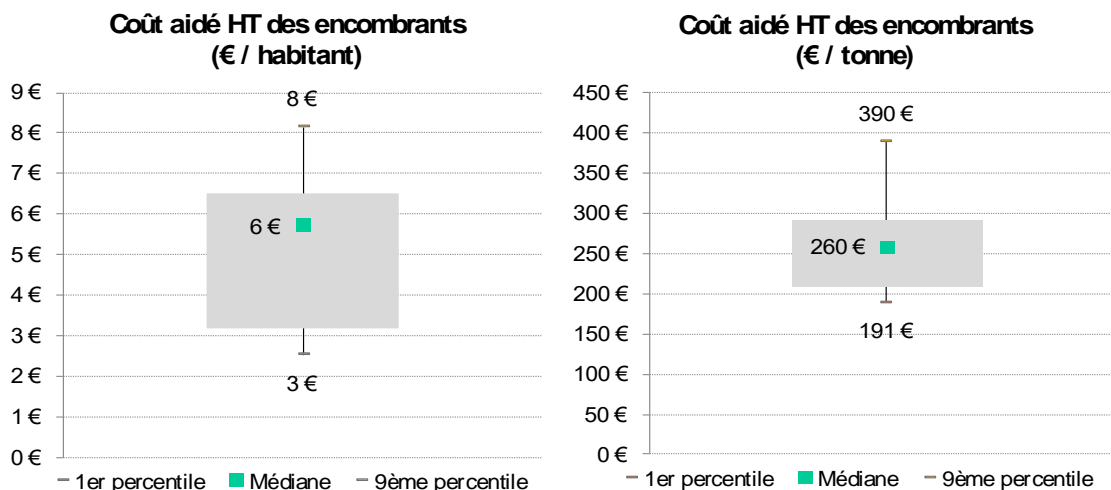 Coût aidé HT des encombrants
(€ / habitant)
9 €
8 €
7 €
6 €
5 €
4 €
3 €
2 €
1 €
0 €
8 €
6 €
3 €
1er percentile
Médiane
9ème percentile
Coût aidé HT des encombrants
(€ / tonne)
450 €
400 €
350 €
300 €
250 €
200 €
150 €
100 €
50 €
0 €
390 €
260 €
191 €
1er percentile
Médiane
9ème percentile